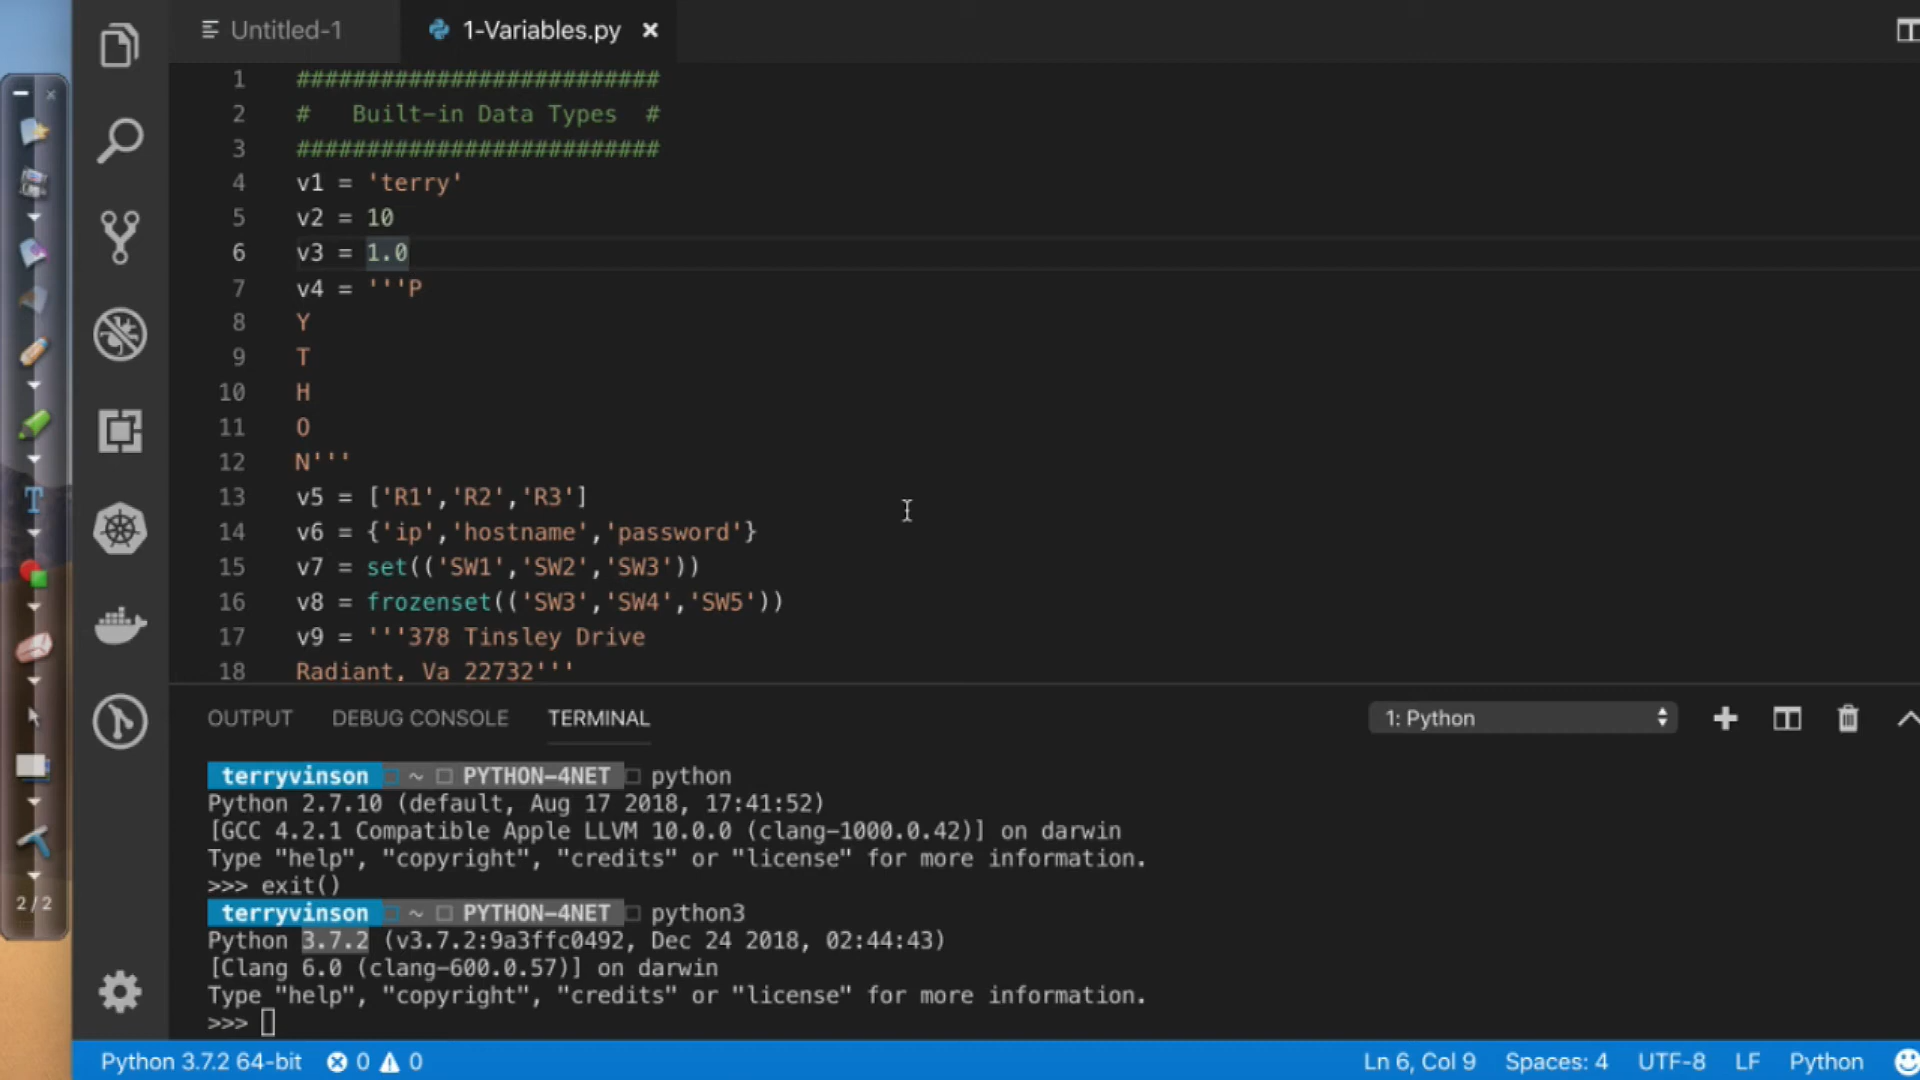 Untitled-1
1-Variables.py
1 ##########################
2 #   Built-in Data Types  #
3 ##########################
4 v1 = 'terry'
5 v2 = 10
6 v3 = 1.0
7 v4 = '''P
8 Y
9 T
10 H
11 O
12 N'''
13 v5 = ['R1','R2','R3']
14 v6 = {'ip','hostname','password'}
15 v7 = set(('SW1','SW2','SW3'))
16 v8 = frozenset(('SW3','SW4','SW5'))
17 v9 = '''378 Tinsley Drive
18 Radiant, Va 22732'''
OUTPUT DEBUG CONSOLE TERMINAL 1: Python
terryvinson ~ PYTHON-4NET python
Python 2.7.10 (default, Aug 17 2018, 17:41:52)
[GCC 4.2.1 Compatible Apple LLVM 10.0.0 (clang-1000.0.42)] on darwin
Type "help", "copyright", "credits" or "license" for more information.
>>> exit()
terryvinson ~ PYTHON-4NET python3
Python 3.7.2 (v3.7.2:9a3ffc0492, Dec 24 2018, 02:44:43)
[Clang 6.0 (clang-600.0.57)] on darwin
Type "help", "copyright", "credits" or "license" for more information.
>>>
2/2
Python 3.7.2 64-bit 0 0 Ln 6, Col 9 Spaces: 4 UTF-8 LF Python